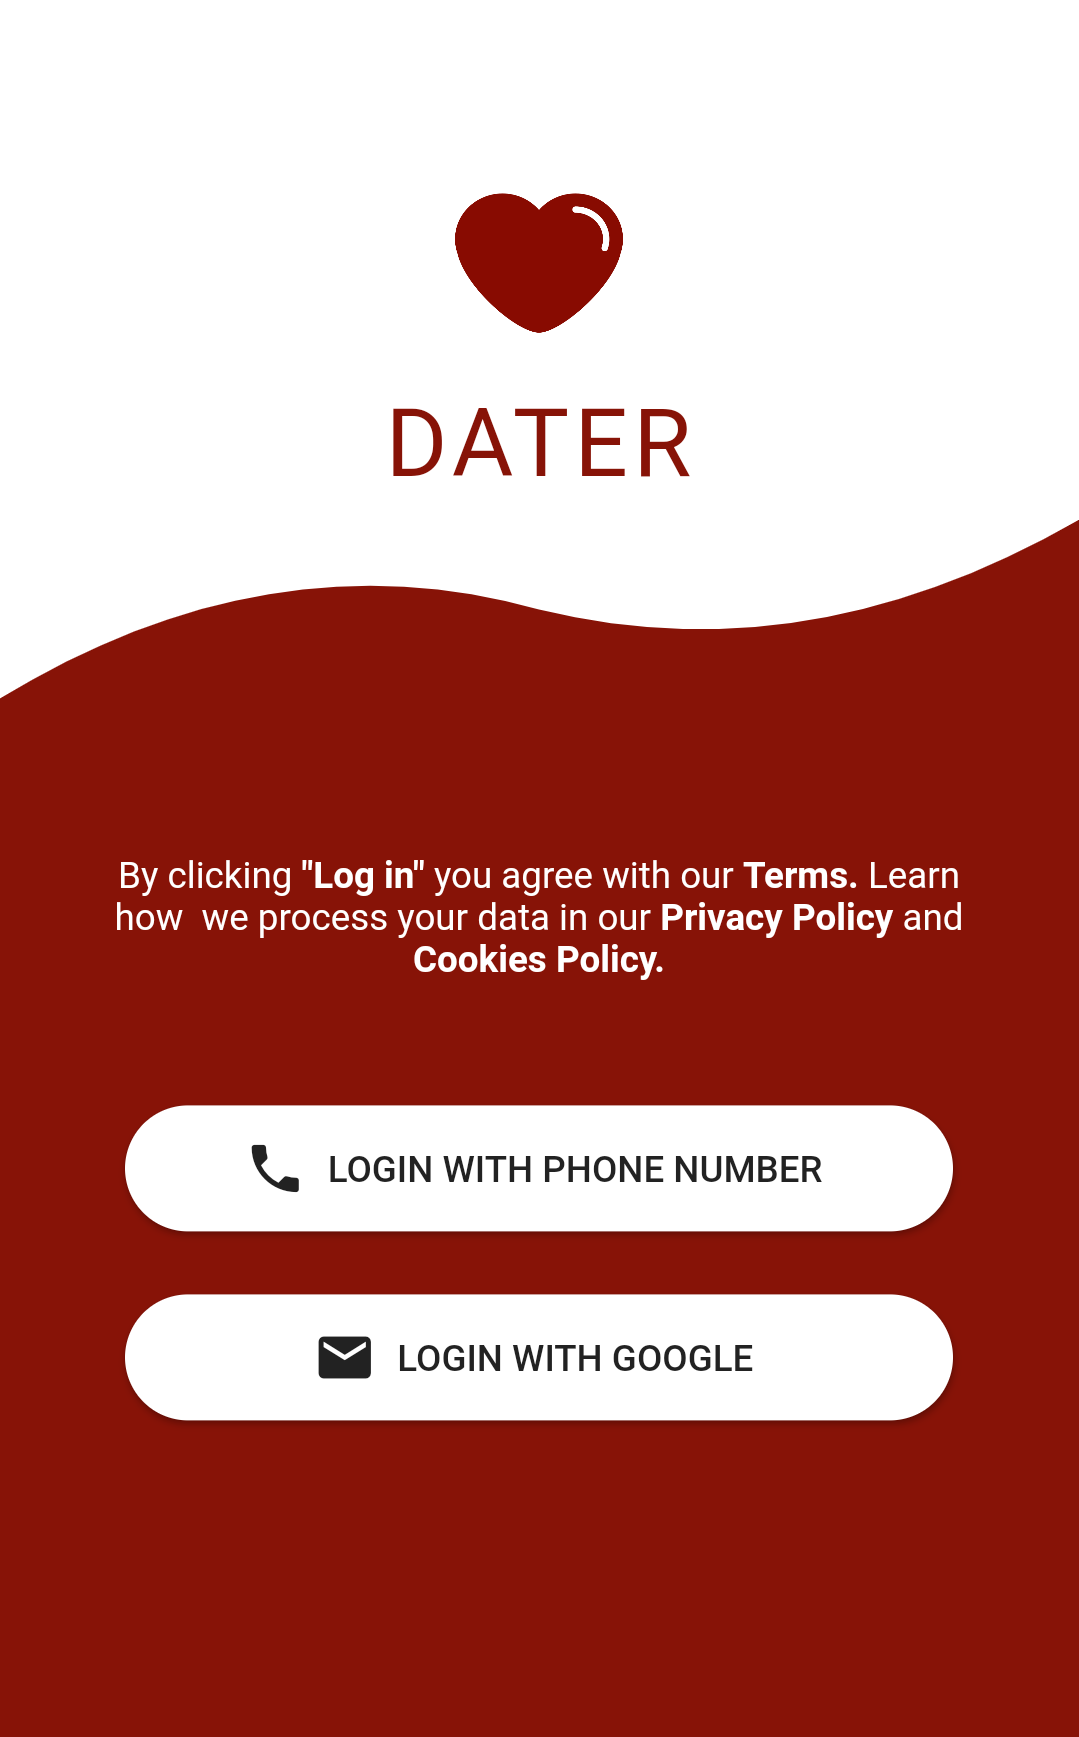 DATER
By clicking "Log in" you agree with our Terms. Learn
how  we process your data in our Privacy Policy and
Cookies Policy.
LOGIN WITH PHONE NUMBER
LOGIN WITH GOOGLE